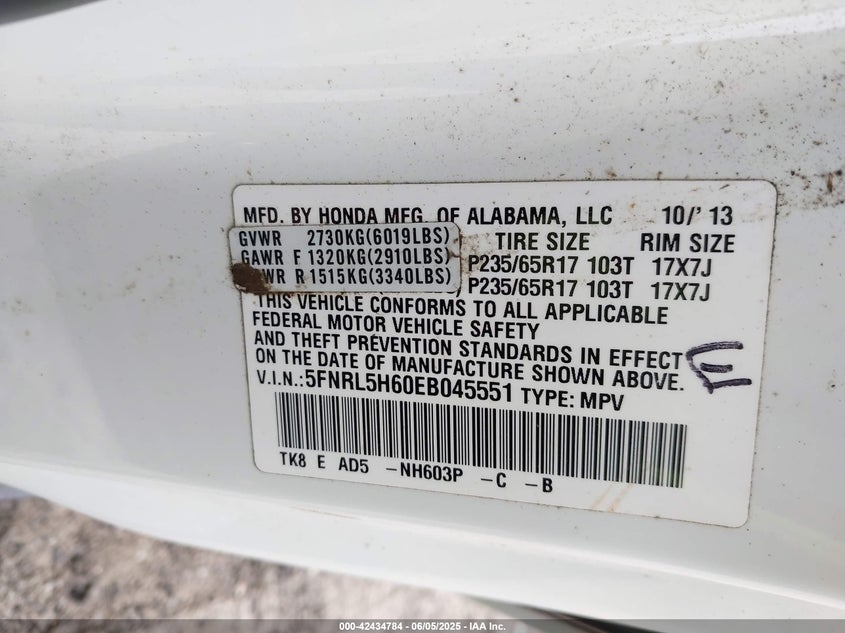 MFD. BY HONDA MFG. OF ALABAMA, LLC 10/'13
GVWR 2730KG(6019LBS) TIRE SIZE RIM SIZE
GAWR F 1320KG(2910LBS) P235/65R17 103T 17X7J
WR R 1515KG(3340LBS) P235/65R17 103T 17X7J
THIS VEHICLE CONFORMS TO ALL APPLICABLE
FEDERAL MOTOR VEHICLE SAFETY
AND THEFT PREVENTION STANDARDS IN EFFECT
ON THE DATE OF MANUFACTURE SHOWN ABOVE.
V.I.N.:5FNRL5H60EB045551 TYPE: MPV
TK8 E AD5 -NH603P -C -B
000-42434784 - 06/05/2025 - IAA Inc.